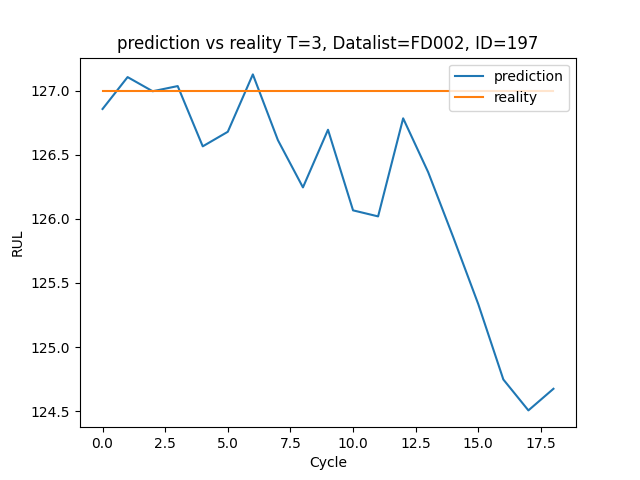 prediction vs reality T=3, Datalist=FD002, ID=197
prediction
reality
127.0
126.5
126.0
125.5
125.0
124.5
RUL
0.0 2.5 5.0 7.5 10.0 12.5 15.0 17.5
Cycle